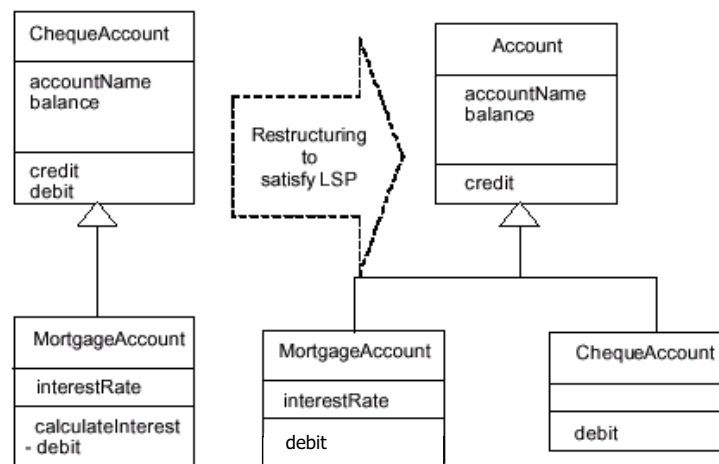 ChequeAccount
accountName
balance
credit
debit
MortgageAccount
interestRate
calculateInterest
- debit
Restructuring
to
satisfy LSP
Account
accountName
balance
credit
MortgageAccount
interestRate
debit
ChequeAccount
debit